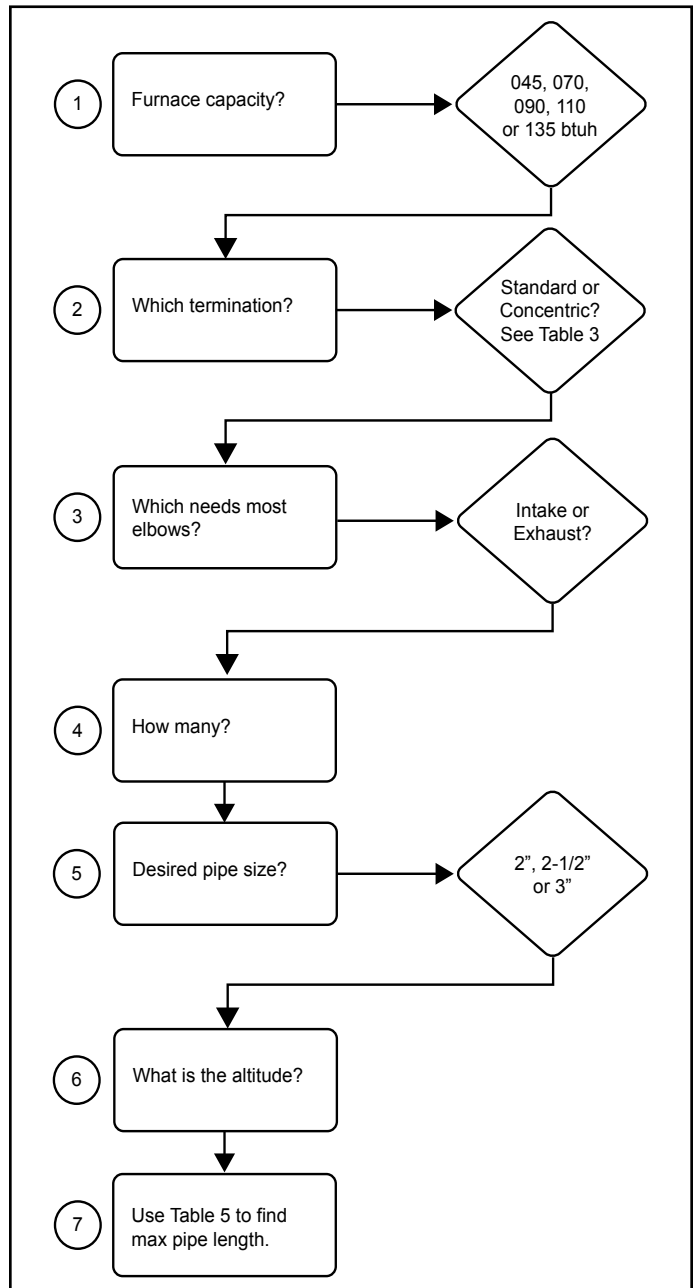 1
Furnace capacity?
045, 070,
090, 110
or 135 btuh
2
Which termination?
Standard or
Concentric?
See Table 3
3
Which needs most
elbows?
Intake or
Exhaust?
4
How many?
5
Desired pipe size?
2”, 2-1/2”
or 3”
6
What is the altitude?
7
Use Table 5 to find
max pipe length.